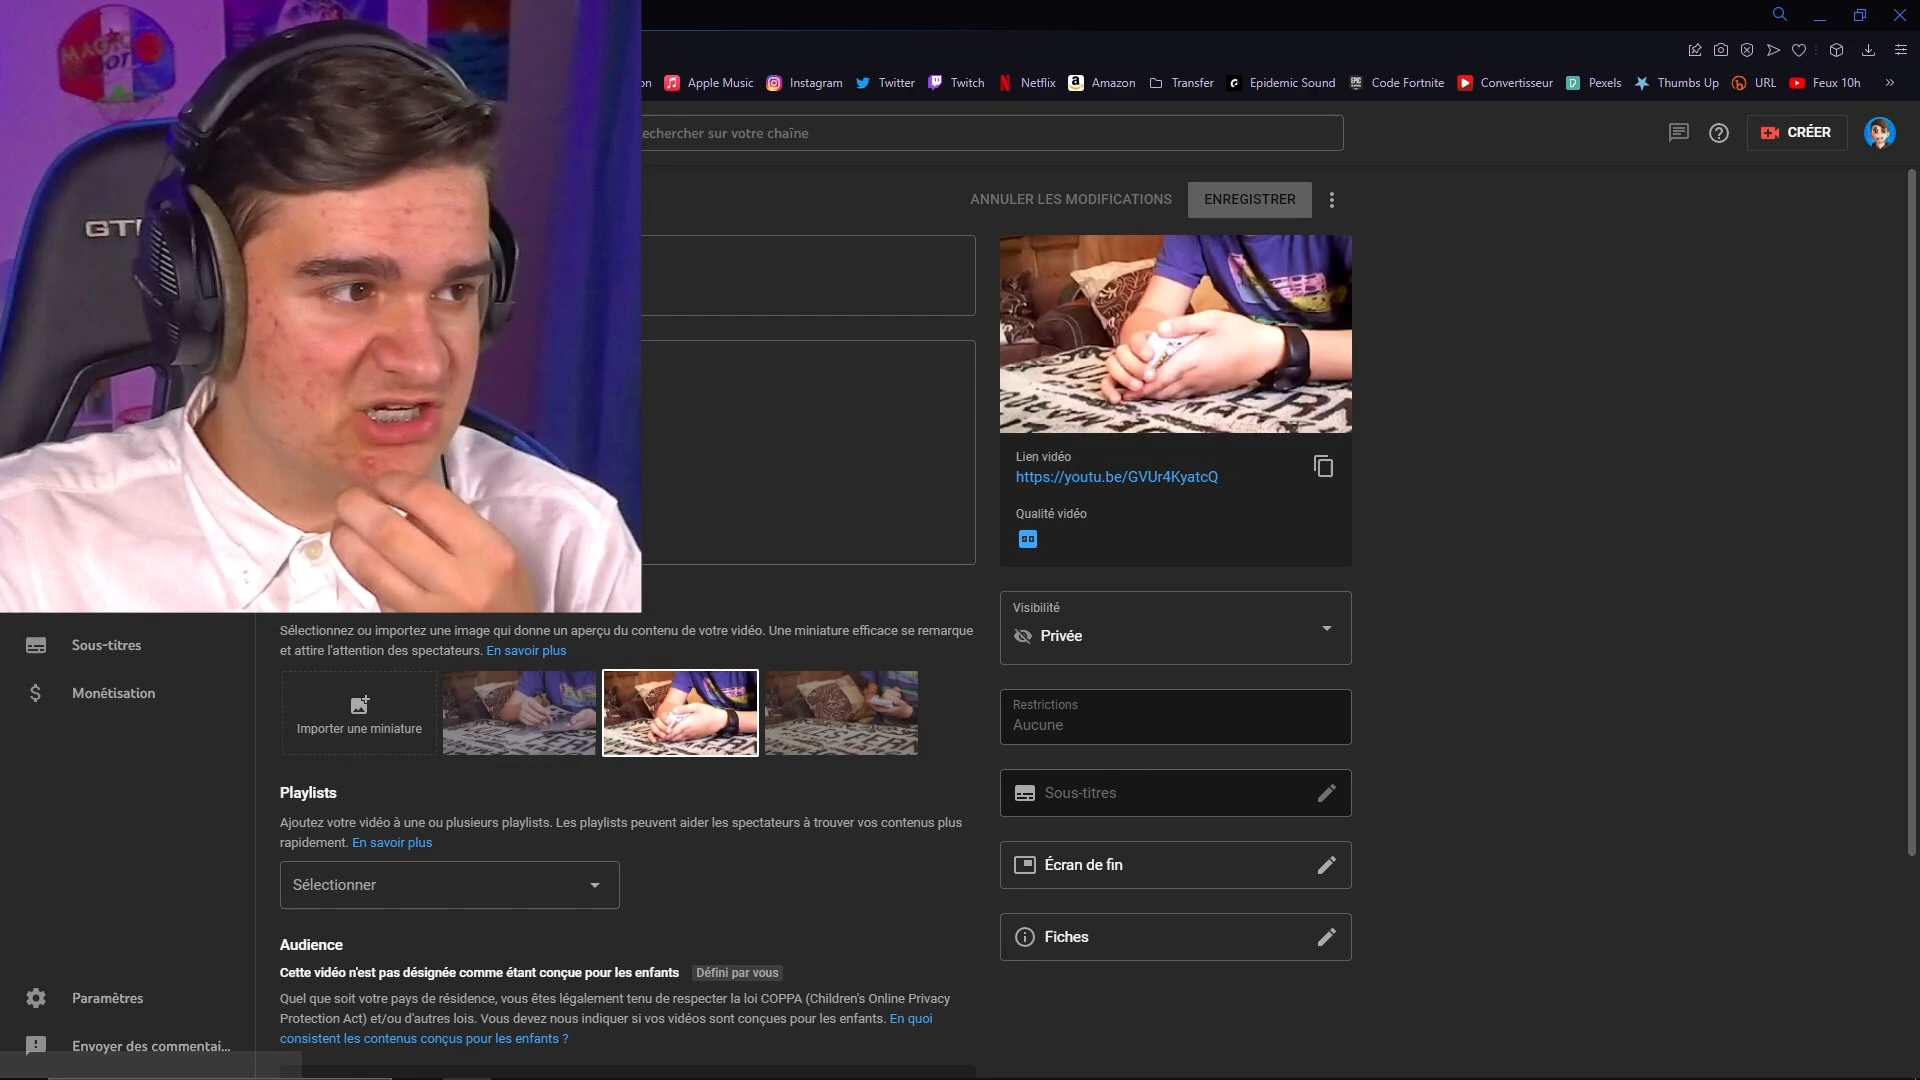 MAGIC
GT
on
Apple Music
Instagram
Twitter
Twitch
Netflix
Amazon
Transfer
Epidemic Sound
Code Fortnite
Convertisseur
Pexels
Thumbs Up
URL
Feux 10h
echercher sur votre chaîne
CRÉER
ANNULER LES MODIFICATIONS
ENREGISTRER
Lien vidéo
https://youtu.be/GVUr4KyatcQ
Qualité vidéo
SD
Visibilité
Privée
Restrictions
Aucune
Sous-titres
Écran de fin
Fiches
Sous-titres
Monétisation
Sélectionnez ou importez une image qui donne un aperçu du contenu de votre vidéo. Une miniature efficace se remarque
et attire l'attention des spectateurs. En savoir plus
Importer une miniature
Playlists
Ajoutez votre vidéo à une ou plusieurs playlists. Les playlists peuvent aider les spectateurs à trouver vos contenus plus
rapidement. En savoir plus
Sélectionner
Audience
Cette vidéo n'est pas désignée comme étant conçue pour les enfants Défini par vous
Quel que soit votre pays de résidence, vous êtes légalement tenu de respecter la loi COPPA (Children's Online Privacy
Protection Act) et/ou d'autres lois. Vous devez nous indiquer si vos vidéos sont conçues pour les enfants. En quoi
consistent les contenus conçus pour les enfants ?
Paramètres
Envoyer des commentai...